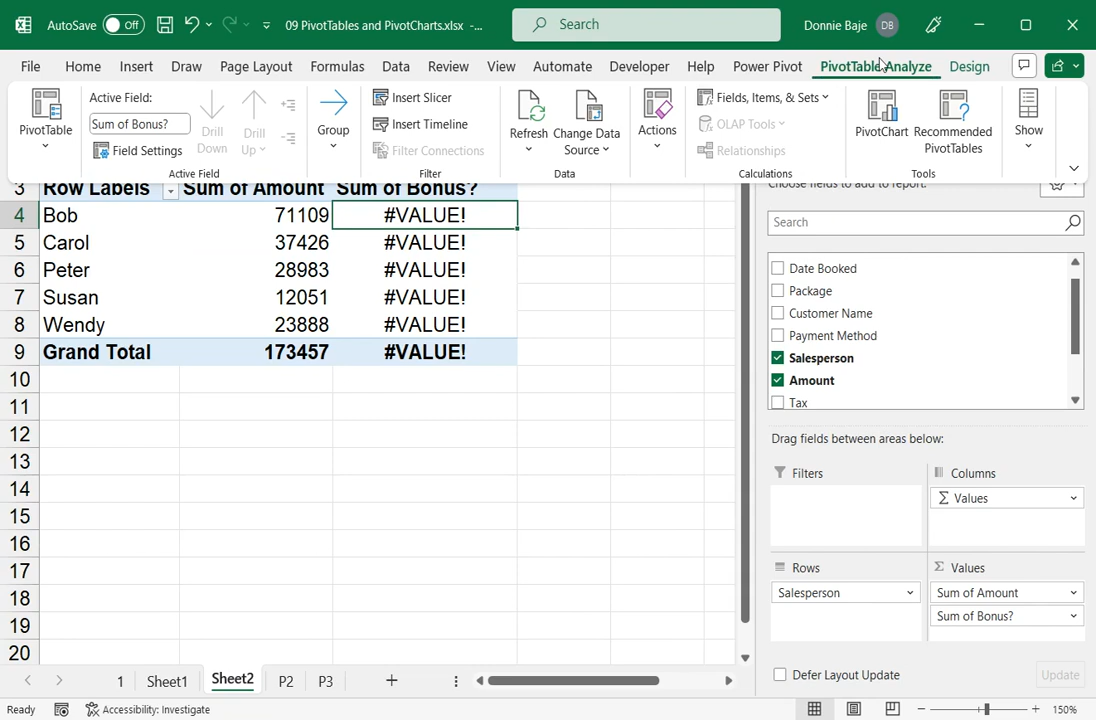 AutoSave Off 09 PivotTables and PivotCharts.xlsx -... Search Donnie Baje DB
File Home Insert Draw Page Layout Formulas Data Review View Automate Developer Help Power Pivot PivotTable Analyze Design
PivotTable
Active Field:
Sum of Bonus?
Field Settings
Drill Down
Drill Up
Active Field
Group
Insert Slicer
Insert Timeline
Filter Connections
Filter
Refresh
Change Data Source
Data
Actions
Fields, Items, & Sets
OLAP Tools
Relationships
Calculations
PivotChart
Recommended PivotTables
Tools
Show
3 Row Labels Sum of Amount Sum of Bonus?
4 Bob 71109 #VALUE!
5 Carol 37426 #VALUE!
6 Peter 28983 #VALUE!
7 Susan 12051 #VALUE!
8 Wendy 23888 #VALUE!
9 Grand Total 173457 #VALUE!
10
11
12
13
14
15
16
17
18
19
20
Choose fields to add to report:
Search
Date Booked
Package
Customer Name
Payment Method
Salesperson
Amount
Tax
Drag fields between areas below:
Filters
Columns
Σ Values
Rows
Salesperson
Σ Values
Sum of Amount
Sum of Bonus?
Defer Layout Update
Update
1 Sheet1 Sheet2 P2 P3
Ready Accessibility: Investigate 150%